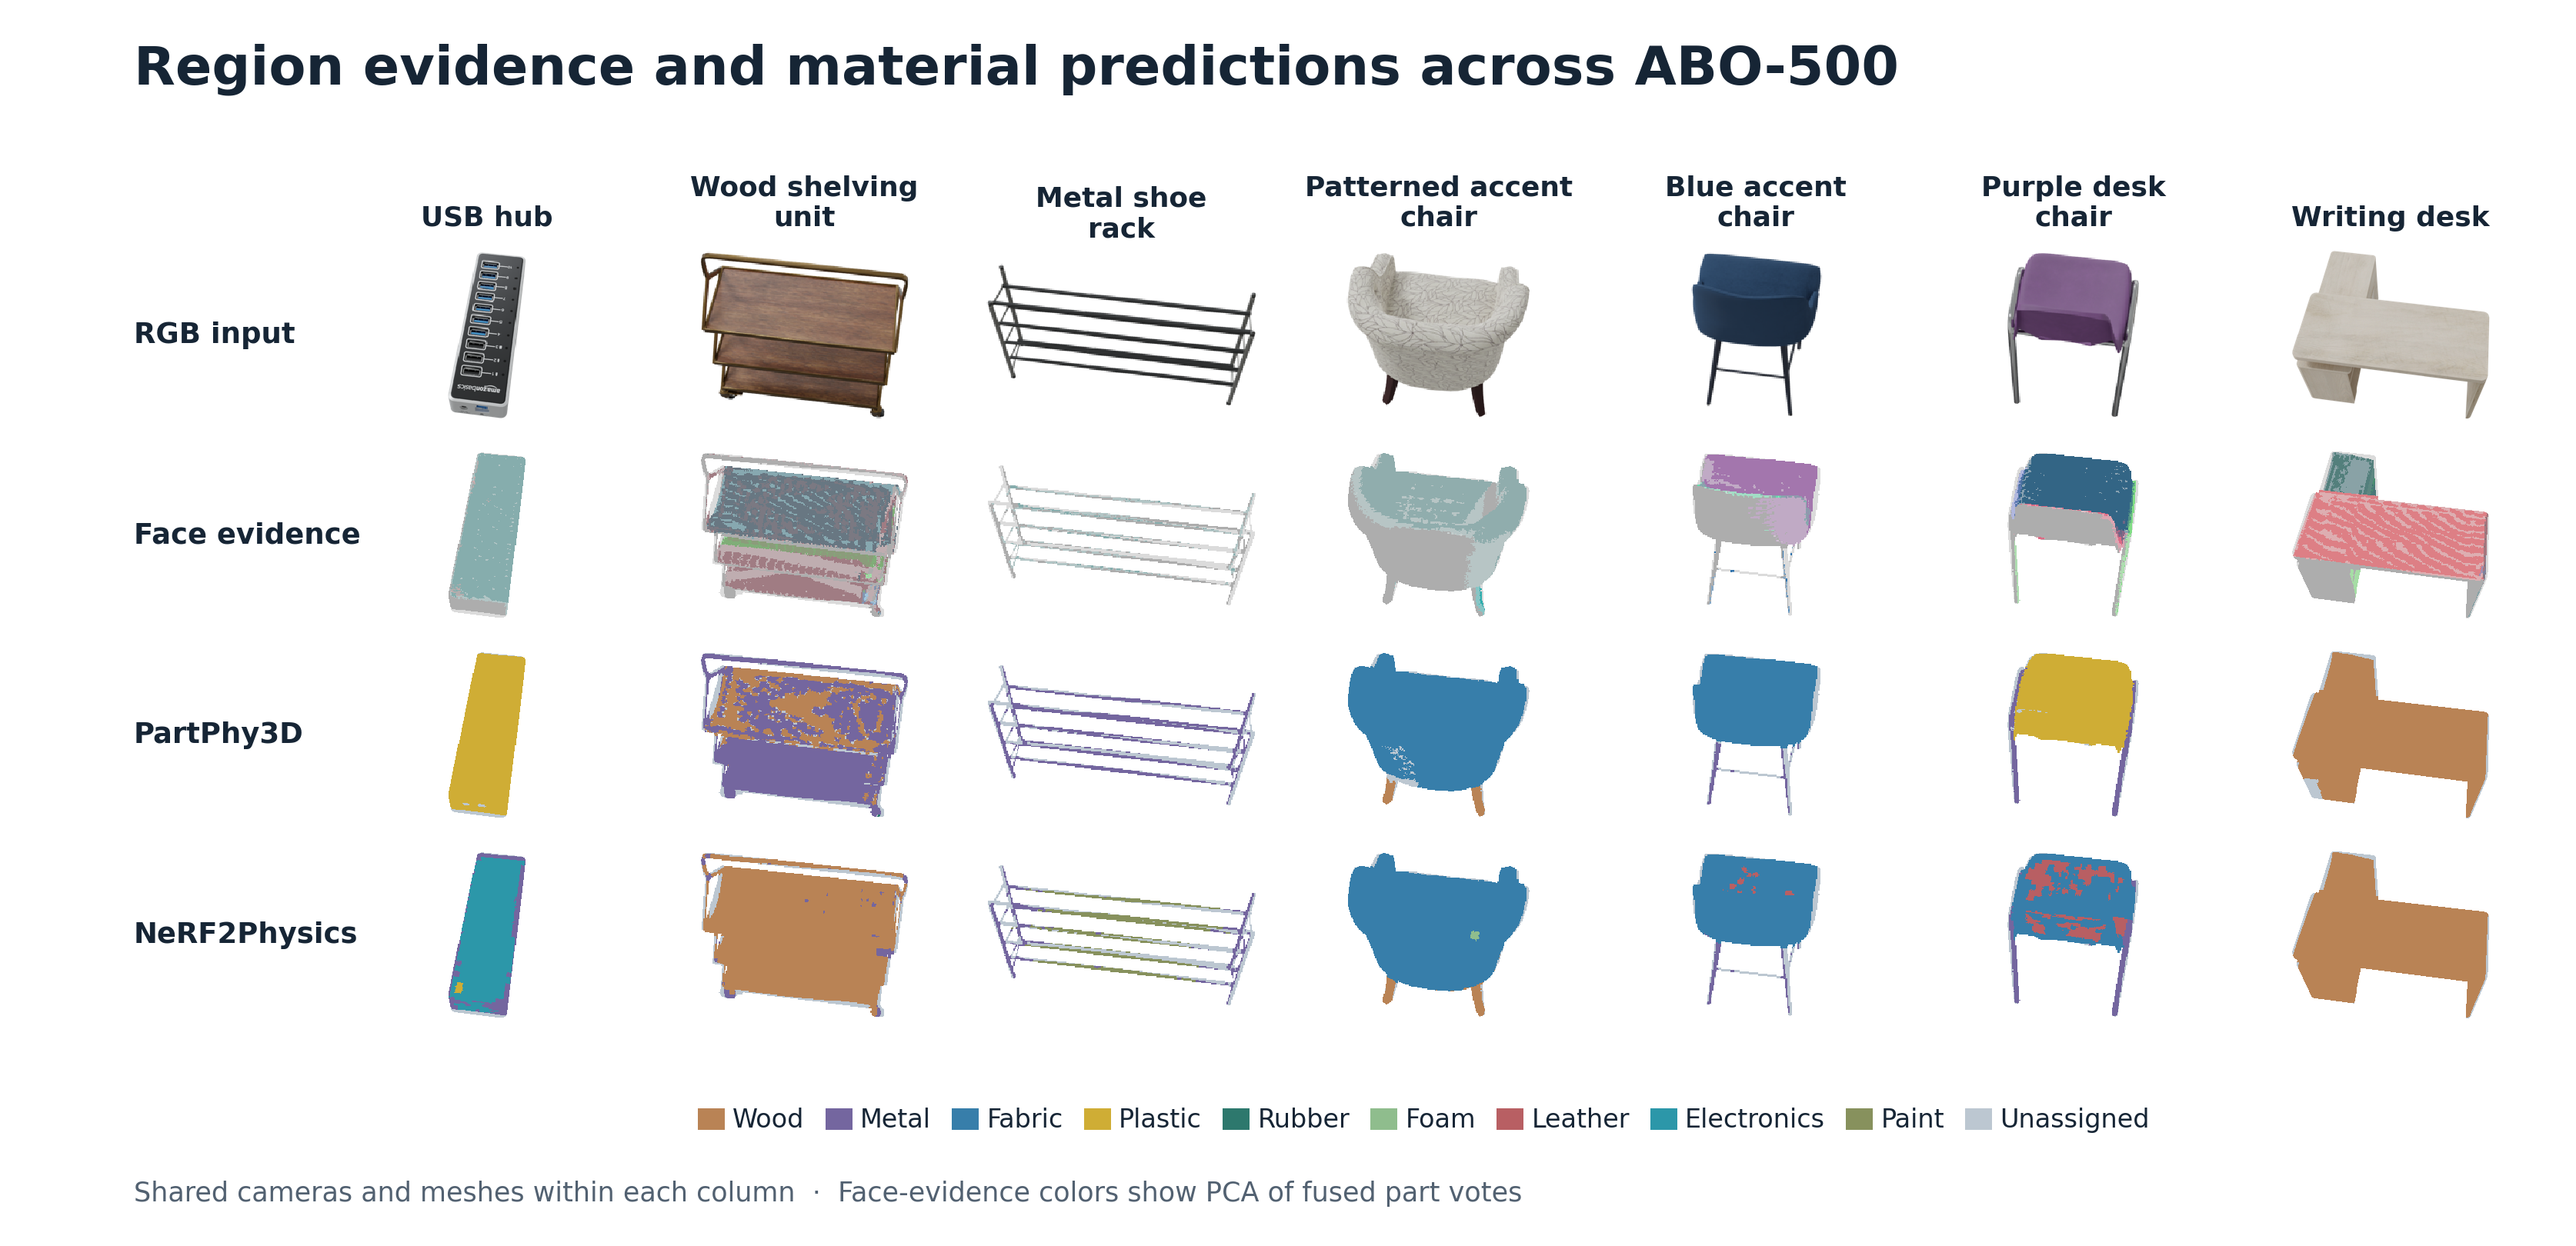 Region evidence and material predictions across ABO-500
USB hub
Wood shelving
unit
Metal shoe
rack
Patterned accent
chair
Blue accent
chair
Purple desk
chair
Writing desk
RGB input
amazonbasics
Face evidence
PartPhy3D
NeRF2Physics
Wood
Metal
Fabric
Plastic
Rubber
Foam
Leather
Electronics
Paint
Unassigned
Shared cameras and meshes within each column · Face-evidence colors show PCA of fused part votes